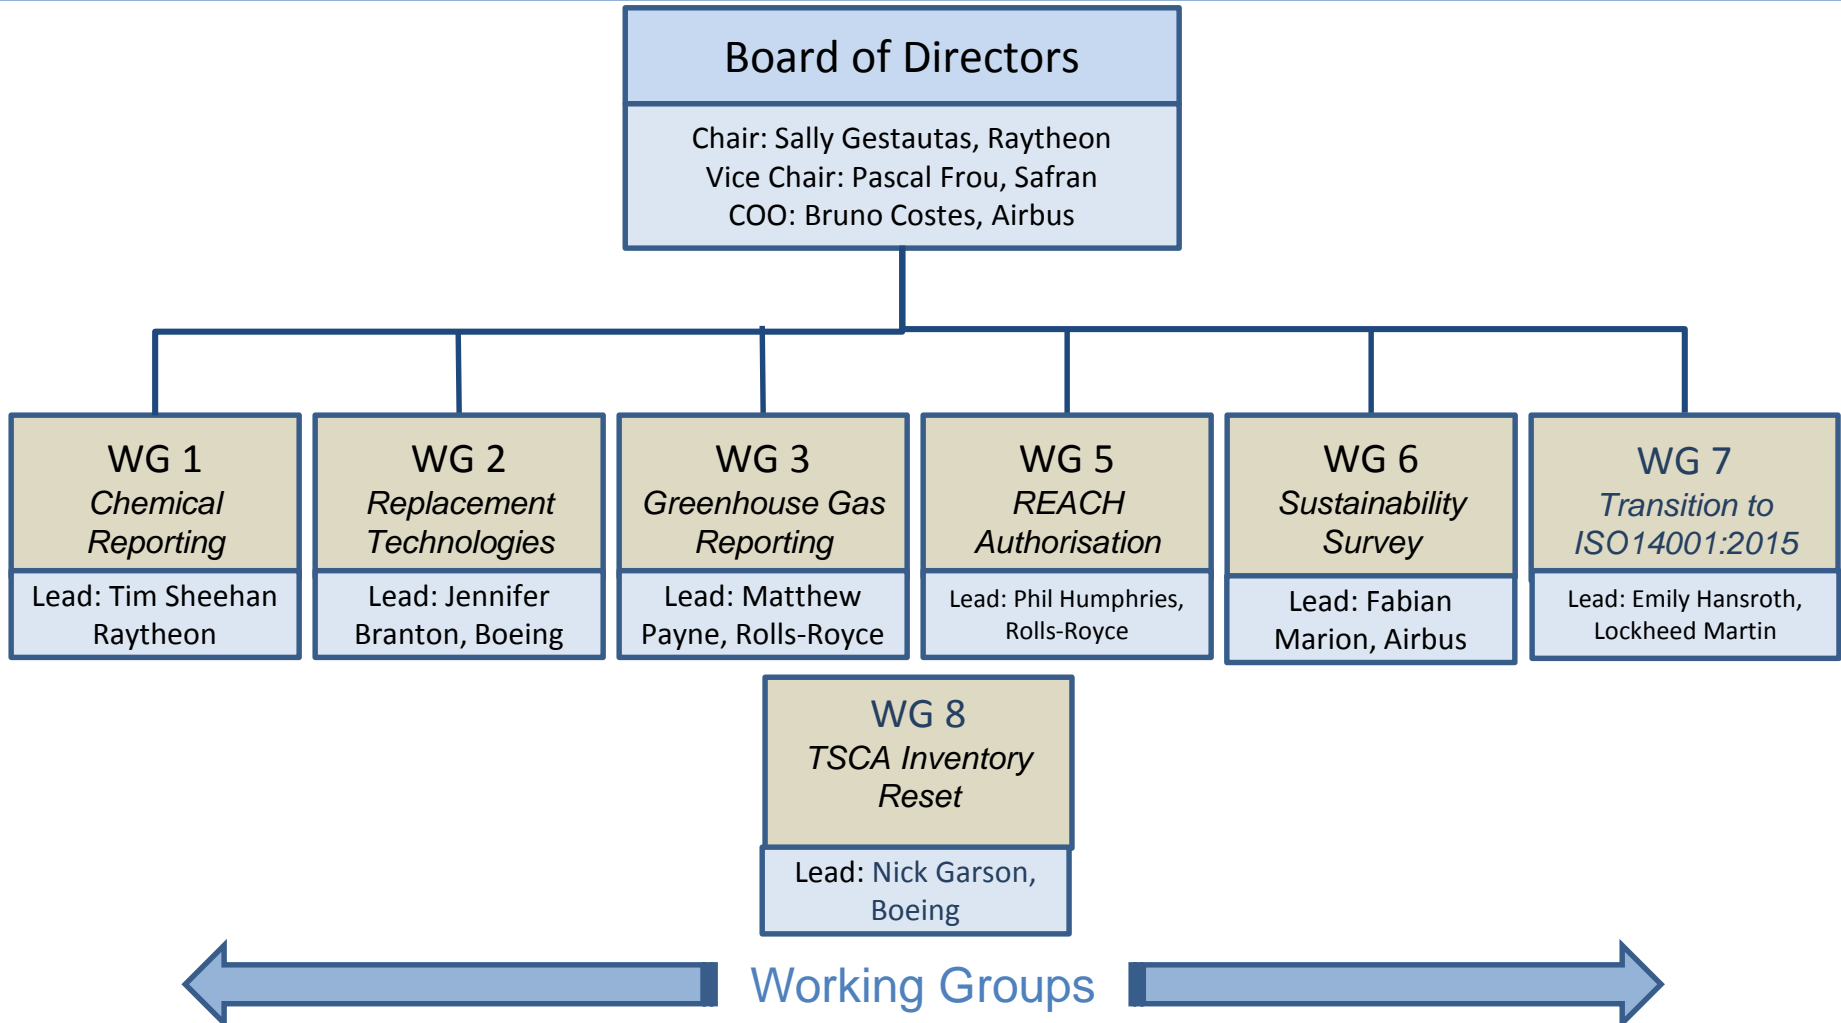 Board of Directors
Chair: Sally Gestautas, Raytheon
Vice Chair: Pascal Frou, Safran
COO: Bruno Costes, Airbus
WG 1
Chemical
Reporting
Lead: Tim Sheehan
Raytheon
WG 2
Replacement
Technologies
Lead: Jennifer
Branton, Boeing
WG 3
Greenhouse Gas
Reporting
Lead: Matthew
Payne, Rolls-Royce
WG 5
REACH
Authorisation
Lead: Phil Humphries,
Rolls-Royce
WG 6
Sustainability
Survey
Lead: Fabian
Marion, Airbus
WG 7
Transition to
ISO14001:2015
Lead: Emily Hansroth,
Lockheed Martin
WG 8
TSCA Inventory
Reset
Lead: Nick Garson,
Boeing
Working Groups